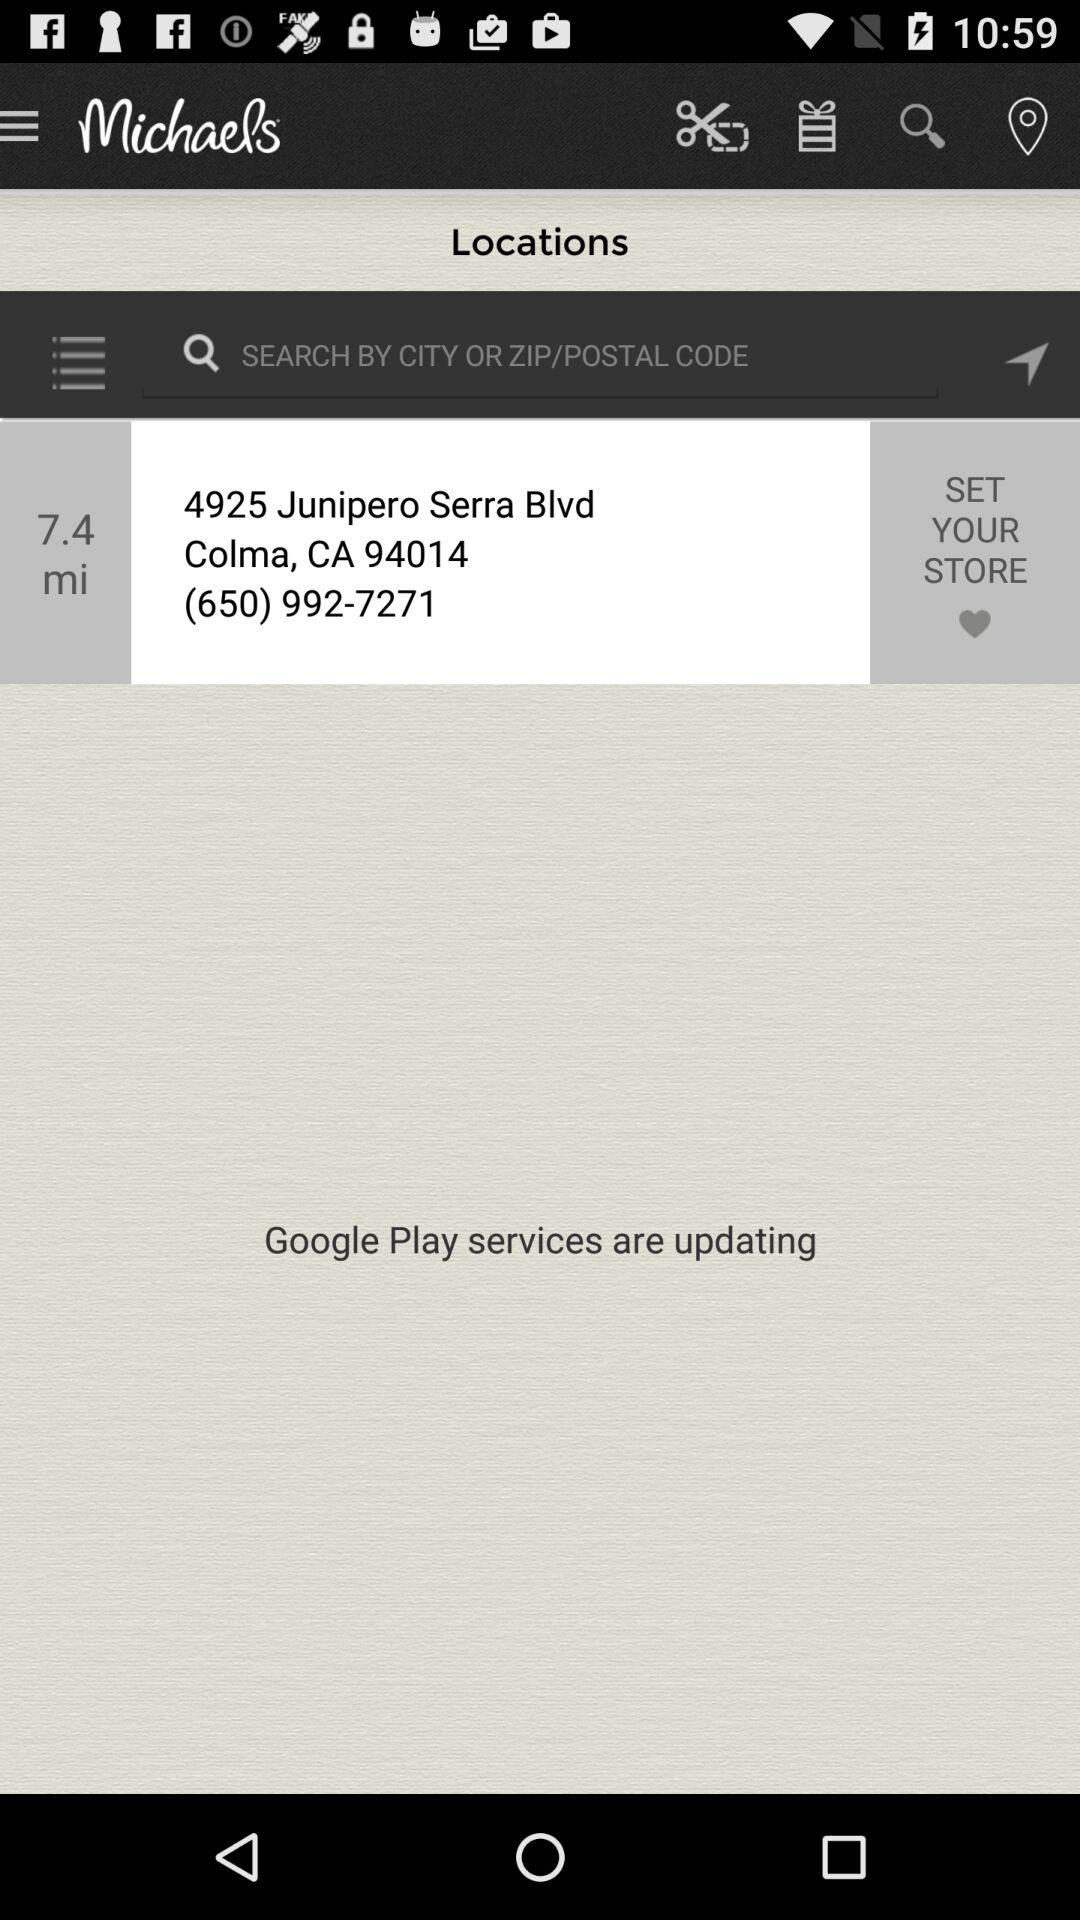 FAKE
10:59
Michaels
Locations
SEARCH BY CITY OR ZIP/POSTAL CODE
7.4
mi
4925 Junipero Serra Blvd
Colma, CA 94014
(650) 992-7271
SET
YOUR
STORE
Google Play services are updating